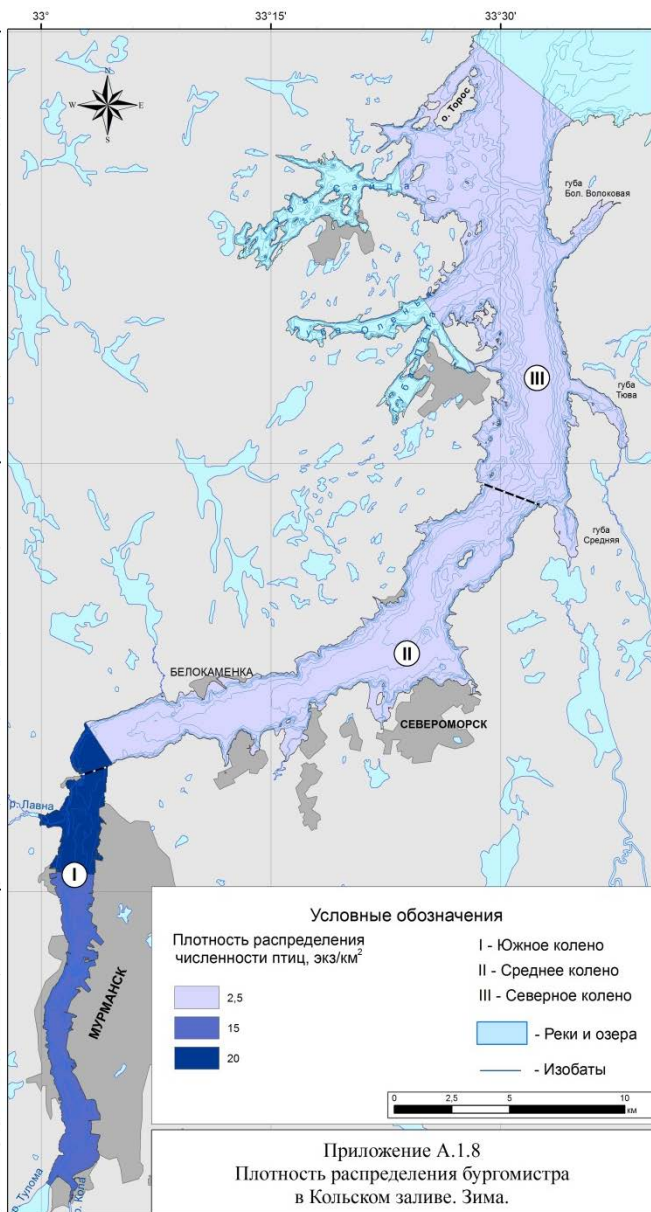 33°
33°15'
33°30'
N
W
E
S
о. Торос
губа
Бол. Волоковая
губа
Тюва
III
губа
Средняя
II
БЕЛОКАМЕНКА
СЕВЕРОМОРСК
р. Лавна
I
МУРМАНСК
р. Тулома
р. Кола
Условные обозначения
Плотность распределения
численности птиц, экз/км²
2,5
15
20
I - Южное колено
II - Среднее колено
III - Северное колено
- Реки и озера
- Изобаты
0 2,5 5 10
км
Приложение А.1.8
Плотность распределения бургомистра
в Кольском заливе. Зима.